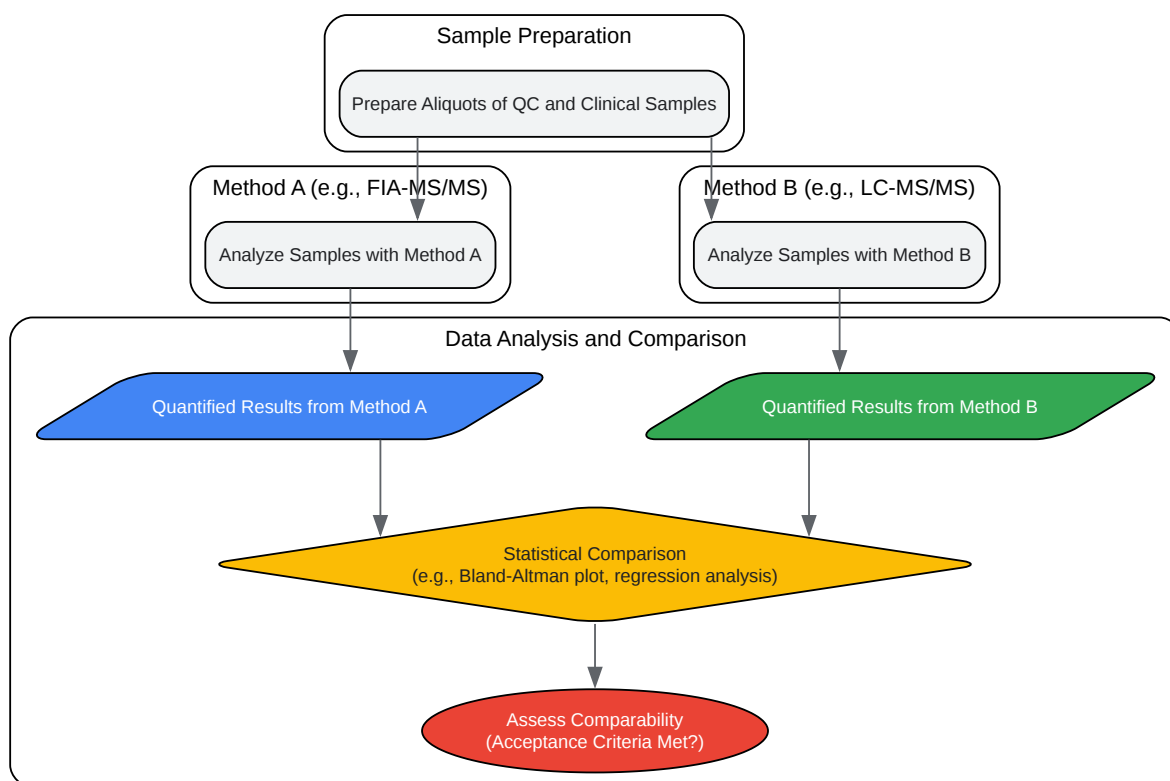 Sample Preparation
Prepare Aliquots of QC and Clinical Samples
Method A (e.g., FIA-MS/MS)
Method B (e.g., LC-MS/MS)
Analyze Samples with Method A
Analyze Samples with Method B
Data Analysis and Comparison
Quantified Results from Method A
Quantified Results from Method B
Statistical Comparison
(e.g., Bland-Altman plot, regression analysis)
Assess Comparability
(Acceptance Criteria Met?)